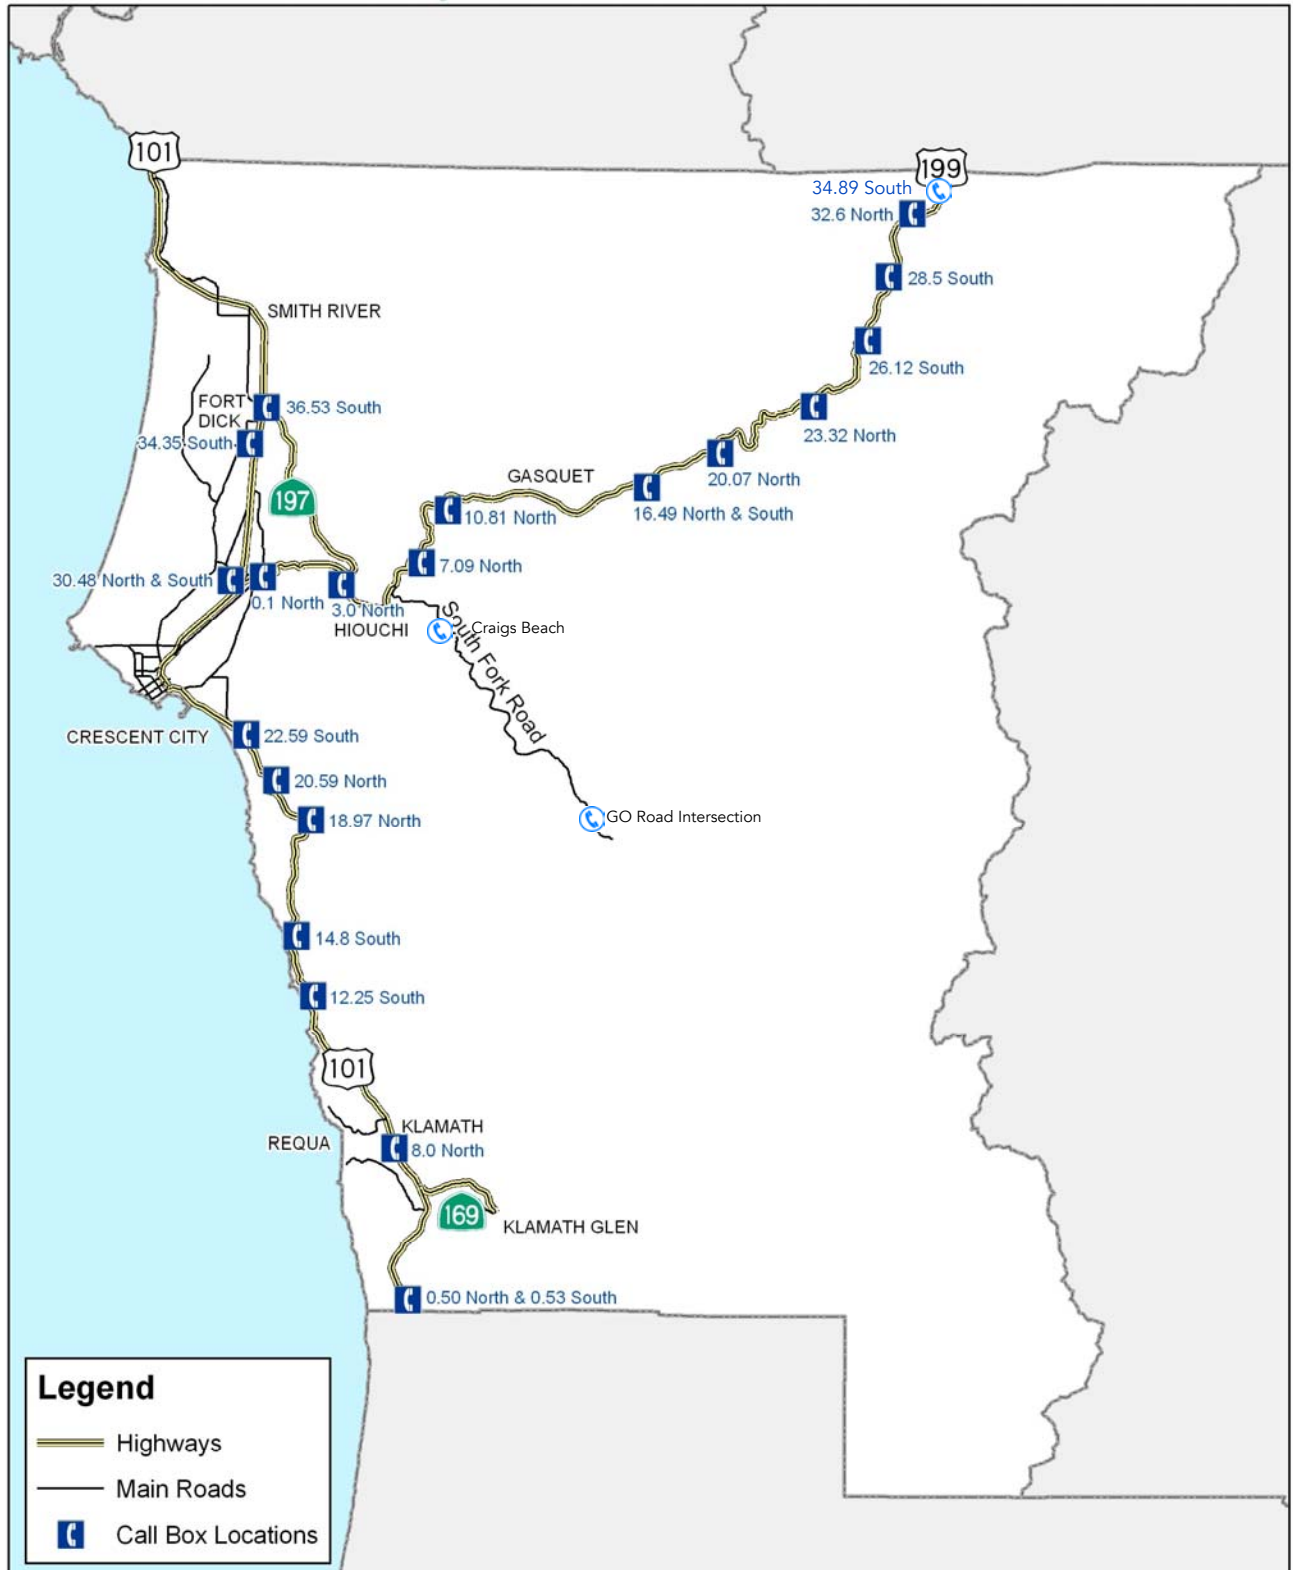 101
199
34.89 South
32.6 North
28.5 South
SMITH RIVER
26.12 South
FORT
DICK
36.53 South
23.32 North
34.35 South
GASQUET
20.07 North
197
10.81 North
16.49 North & South
7.09 North
30.48 North & South
0.1 North
3.0 North
HIOUCHI
Craigs Beach
South Fork Road
CRESCENT CITY
22.59 South
20.59 North
GO Road Intersection
18.97 North
14.8 South
12.25 South
101
KLAMATH
REQUA
8.0 North
169
KLAMATH GLEN
0.50 North & 0.53 South
Legend
Highways
Main Roads
Call Box Locations